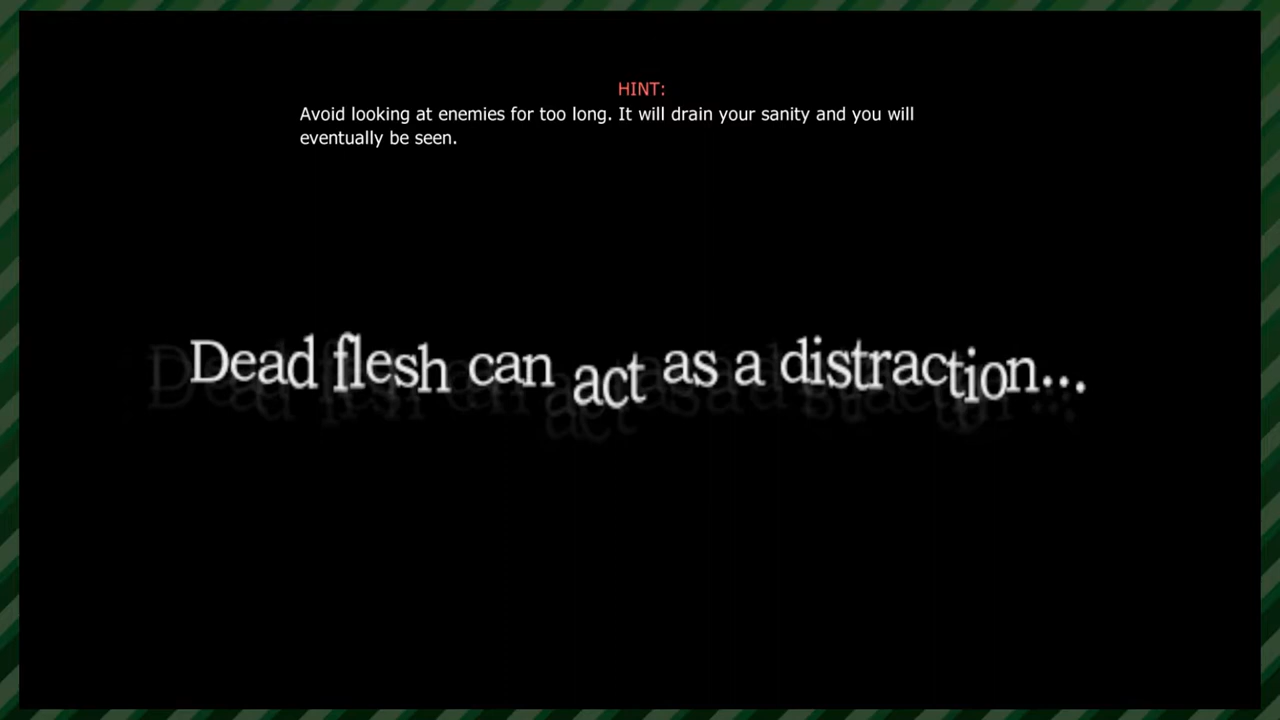 HINT:
Avoid looking at enemies for too long. It will drain your sanity and you will
eventually be seen.
Dead flesh can act as a distraction...